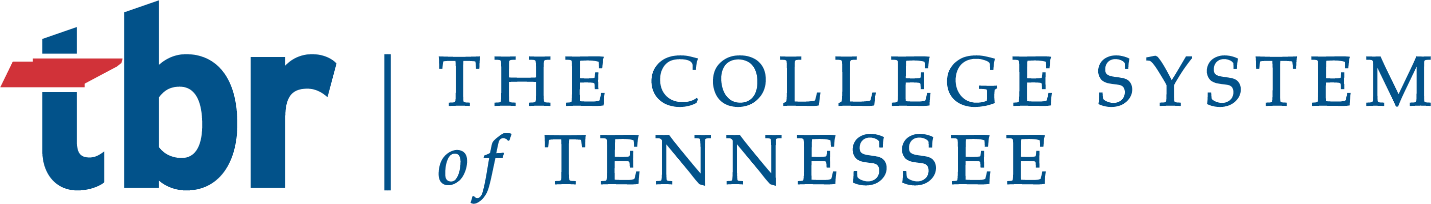 tbr
THE COLLEGE SYSTEM
of TENNESSEE